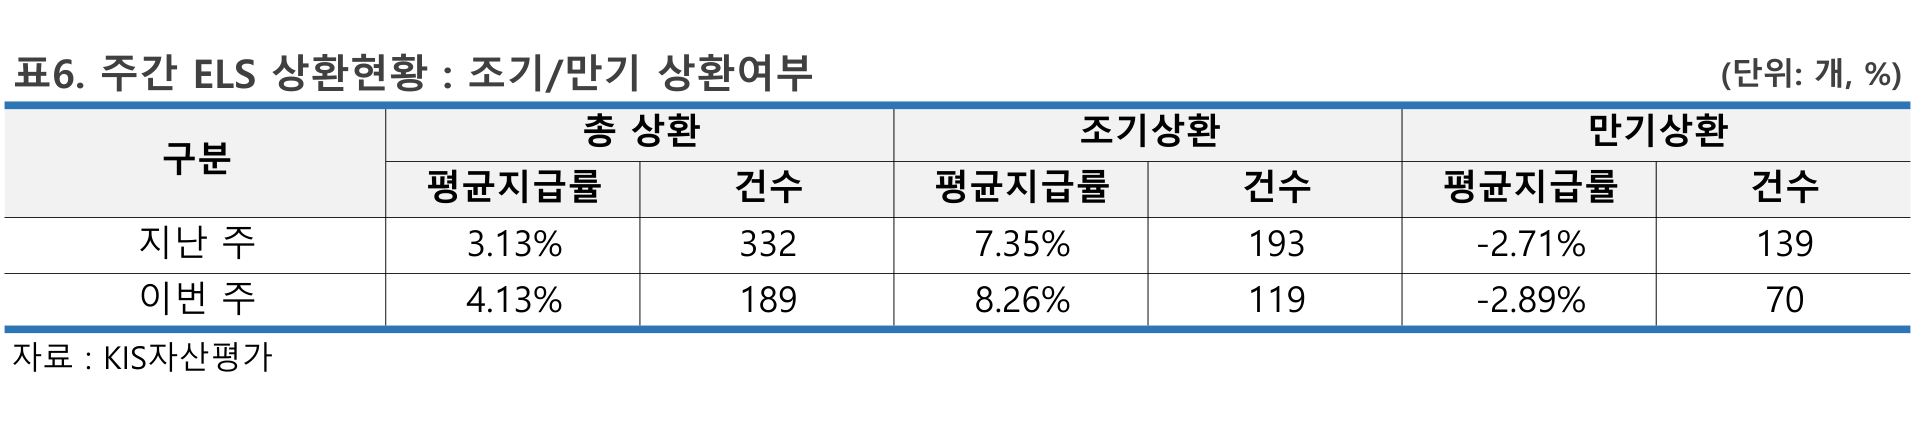 표6. 주간 ELS 상환현황 : 조기/만기 상환여부 (단위: 개, %)
구분 총 상환 조기상환 만기상환
평균지급률 건수 평균지급률 건수 평균지급률 건수
지난 주 3.13% 332 7.35% 193 -2.71% 139
이번 주 4.13% 189 8.26% 119 -2.89% 70
자료 : KIS자산평가